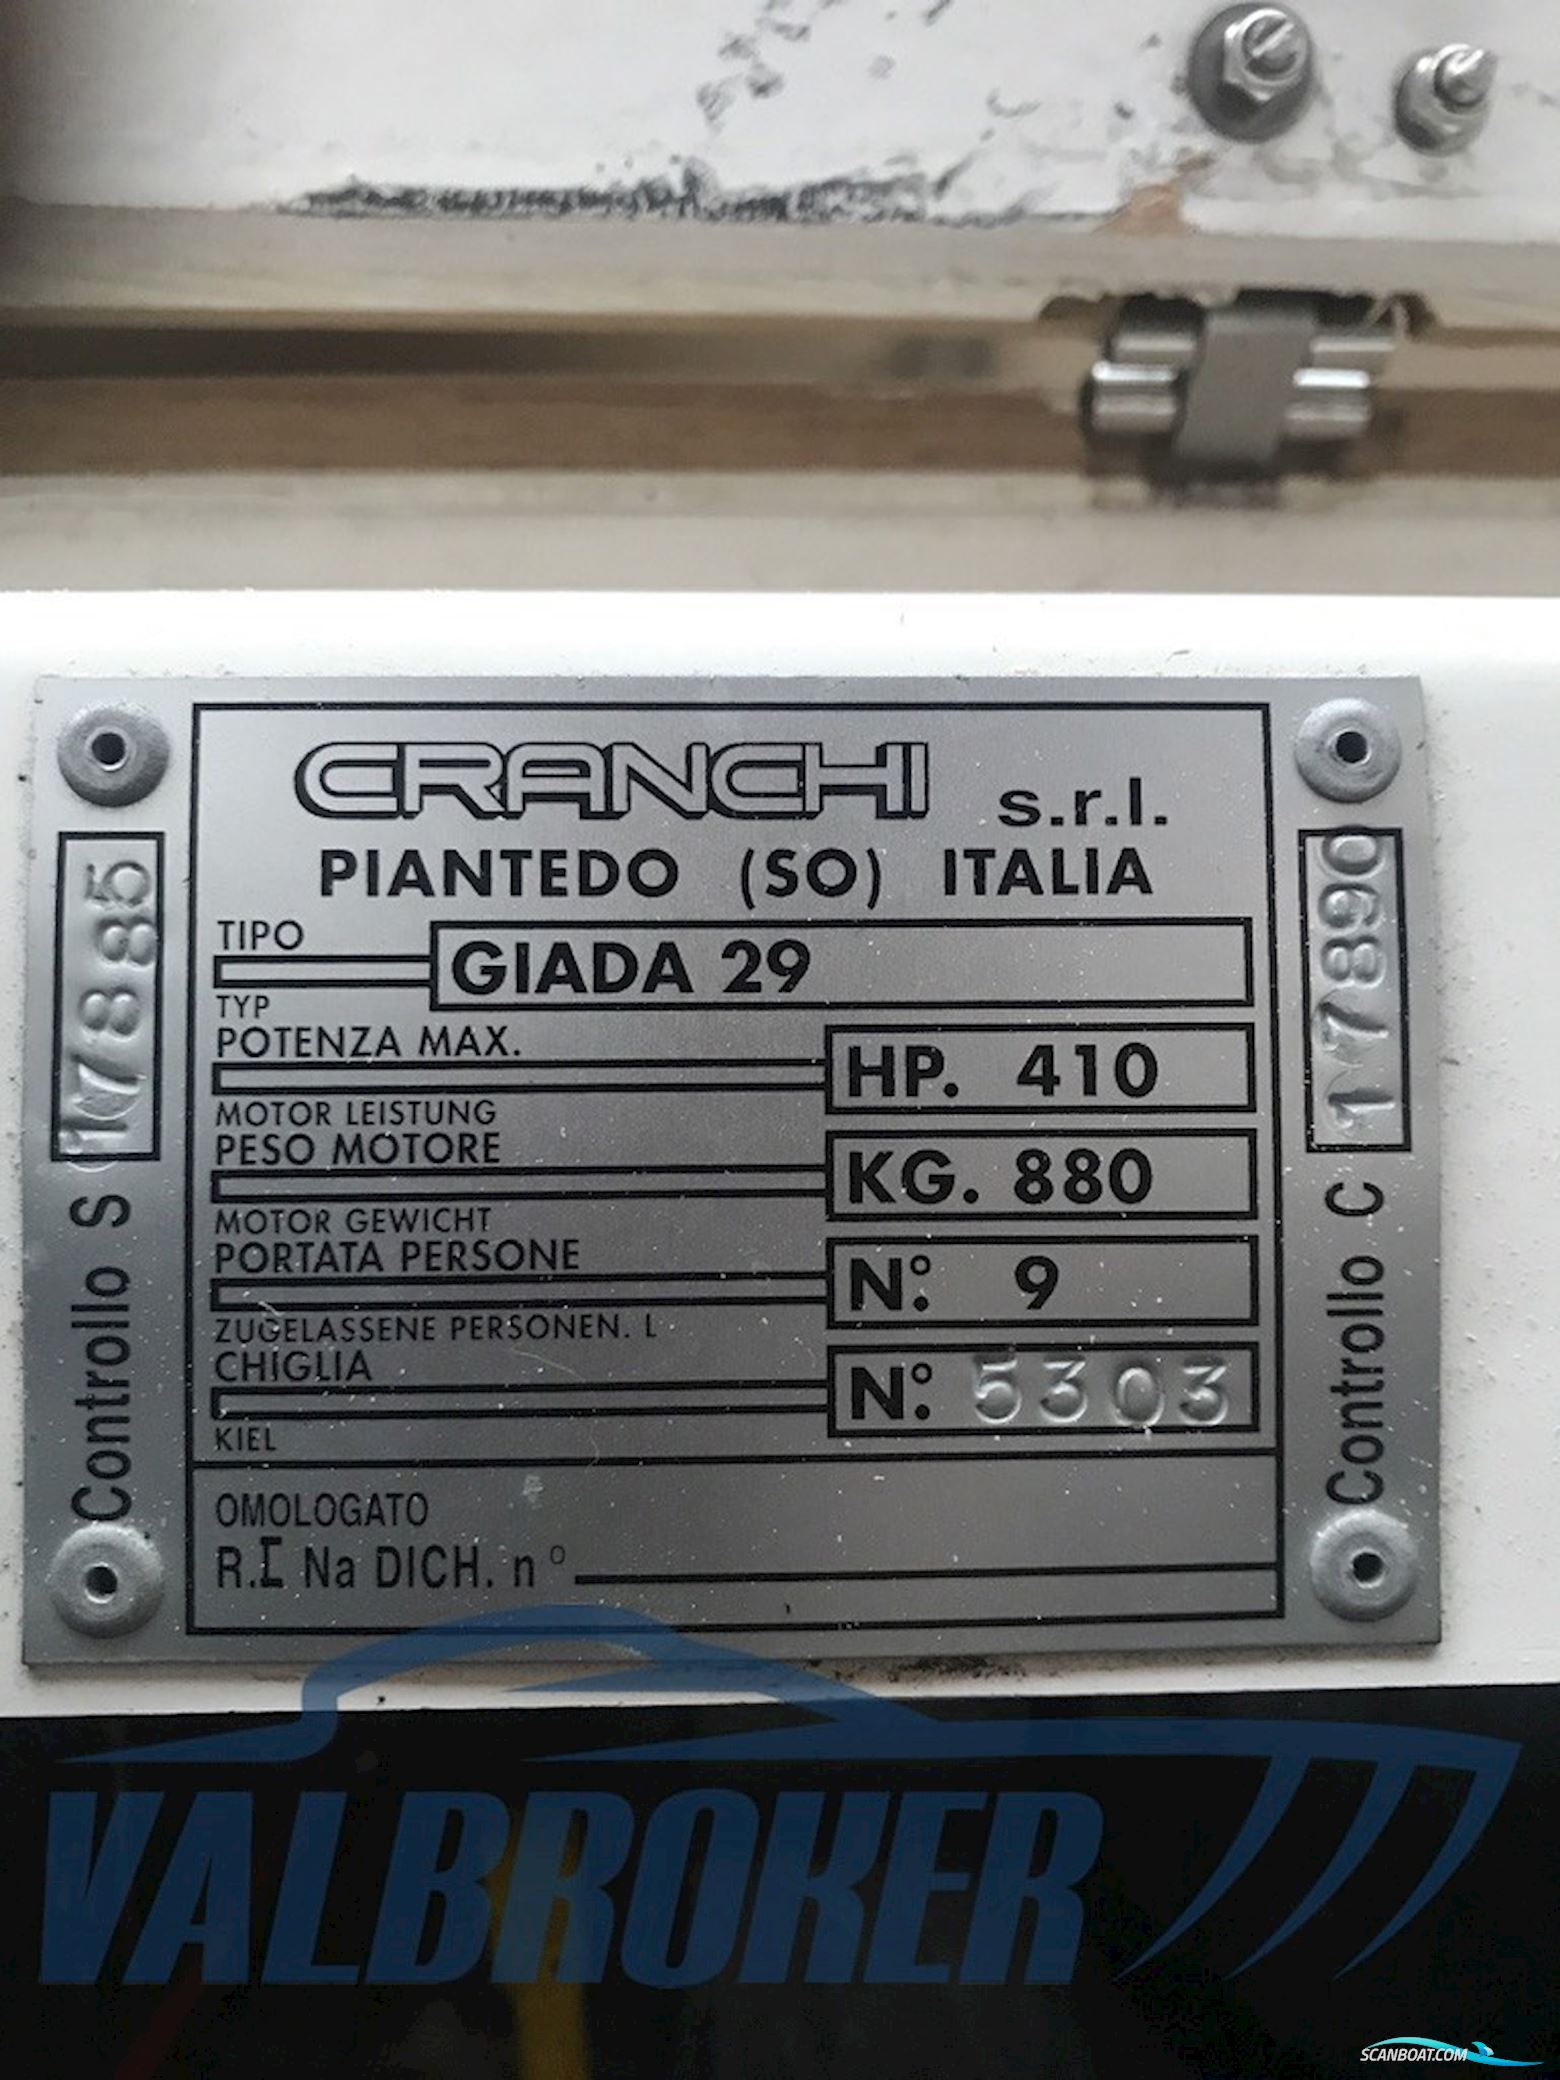 CRANCHI s.r.l.
PIANTEDO (SO) ITALIA
TIPO
GIADA 29
TYP
POTENZA MAX.
HP. 410
MOTOR LEISTUNG
PESO MOTORE
KG. 880
MOTOR GEWICHT
PORTATA PERSONE
N° 9
ZUGELASSENE PERSONEN. L
CHIGLIA
N° 5303
KIEL
OMOLOGATO
R.I Na DICH. n°
Controllo S 17885
Controllo C 17890
VALBROKER
SCANBOAT.COM